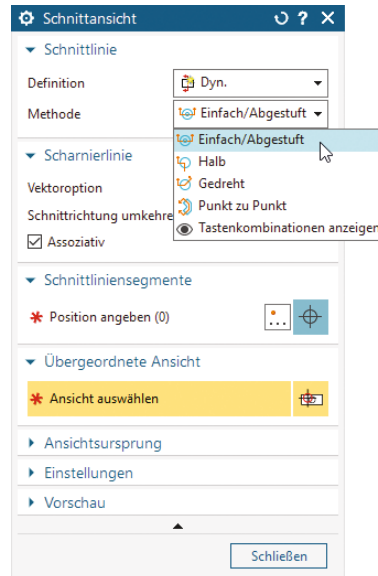 Schnittansicht ?
Schnittlinie
Definition Dyn.
Methode Einfach/Abgestuft
Einfach/Abgestuft
Halb
Gedreht
Punkt zu Punkt
Tastenkombinationen anzeigen
Scharnierlinie
Vektoroption
Schnittrichtung umkehre
Assoziativ
Schnittliniensegmente
* Position angeben (0)
Übergeordnete Ansicht
* Ansicht auswählen
Ansichtsursprung
Einstellungen
Vorschau
Schließen